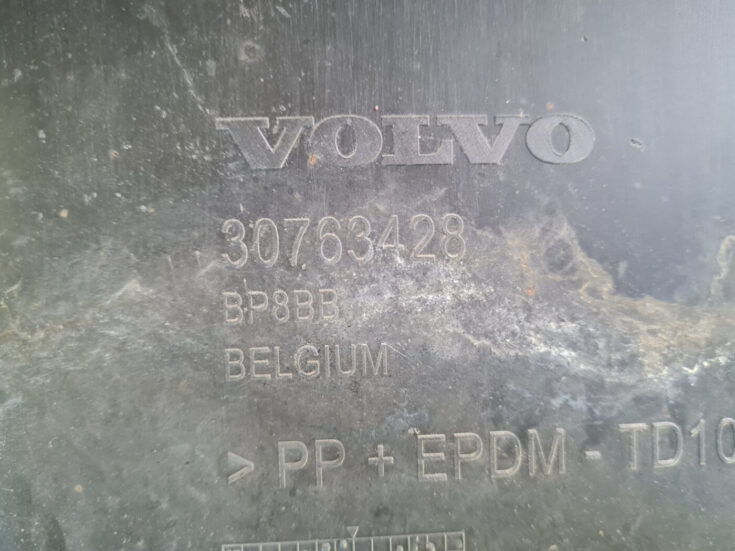 VOLVO
30763428
BP8BB
BELGIUM
> PP + EPDM - TD10